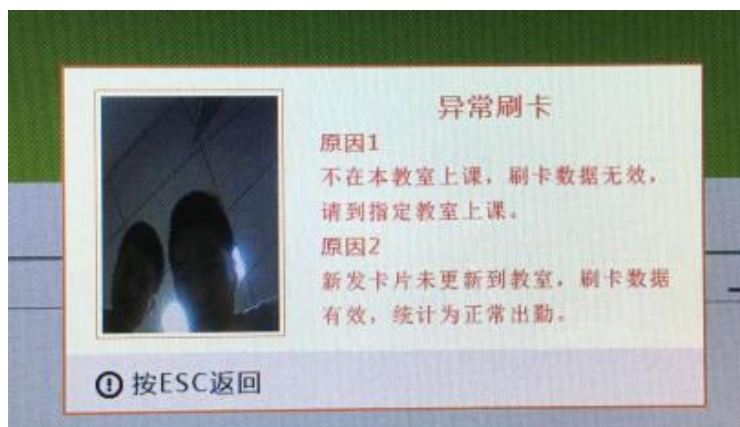 异常刷卡
原因1
不在本教室上课，刷卡数据无效，
请到指定教室上课。
原因2
新发卡片未更新到教室，刷卡数据
有效，统计为正常出勤。
按ESC返回